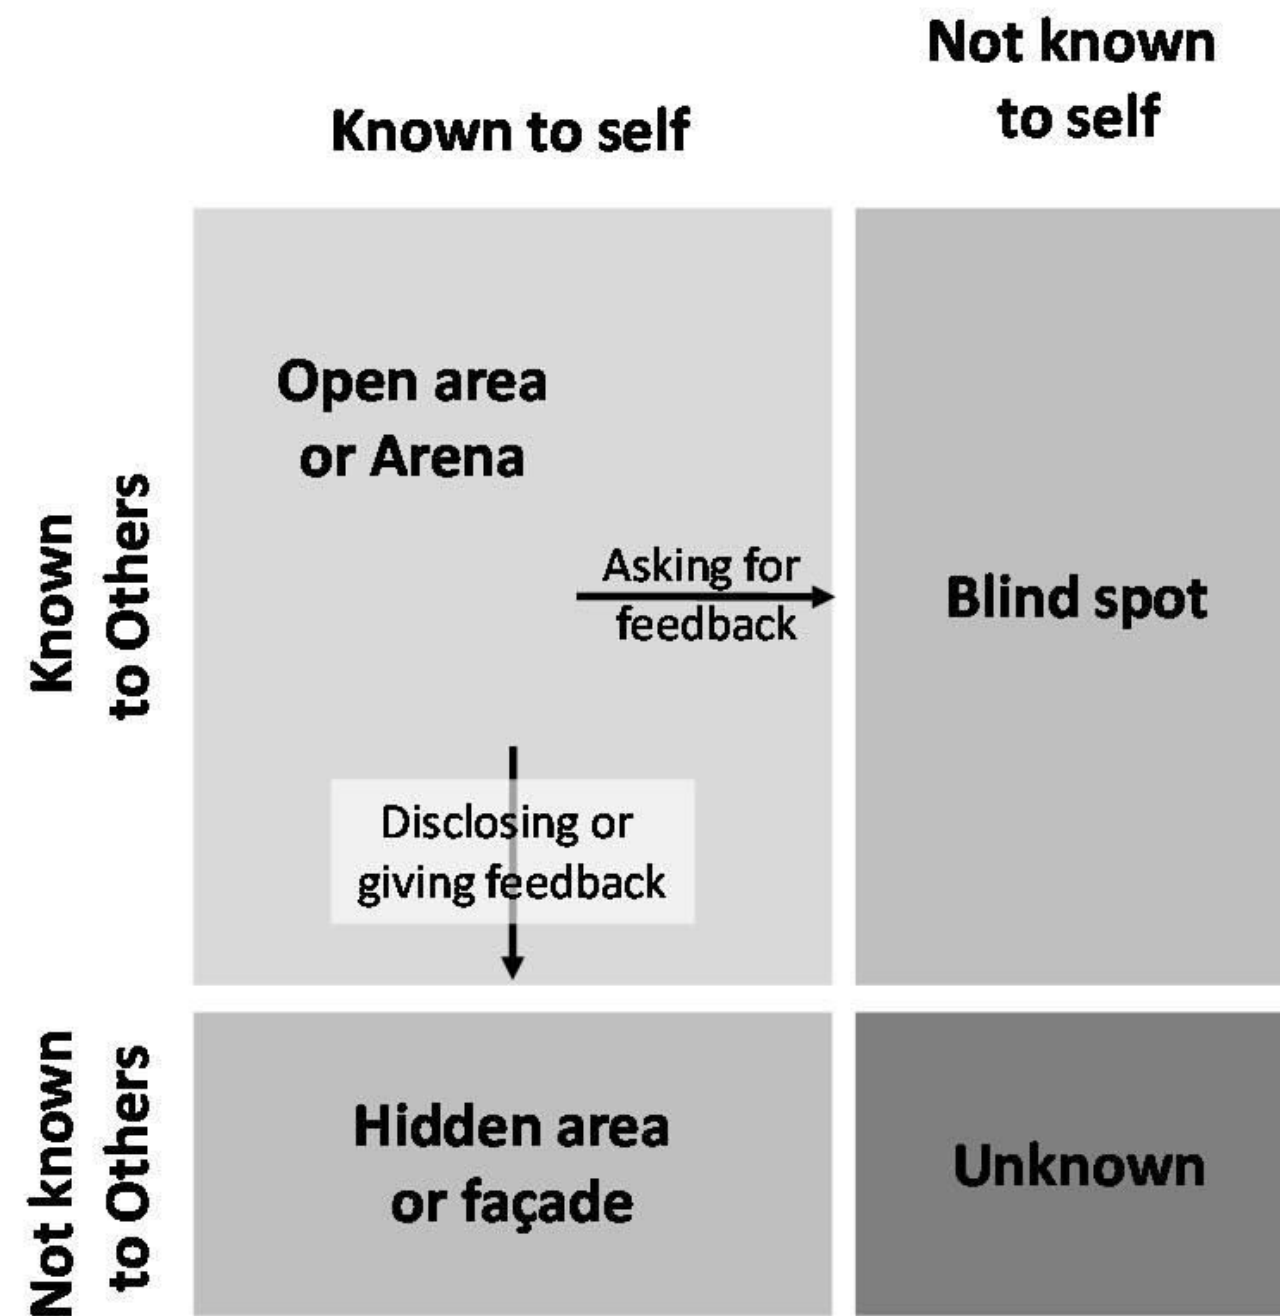 Not known
to self
Known to self
Known
to Others
Open area
or Arena
Asking for
feedback
Blind spot
Disclosing or
giving feedback
Not known
to Others
Hidden area
or façade
Unknown